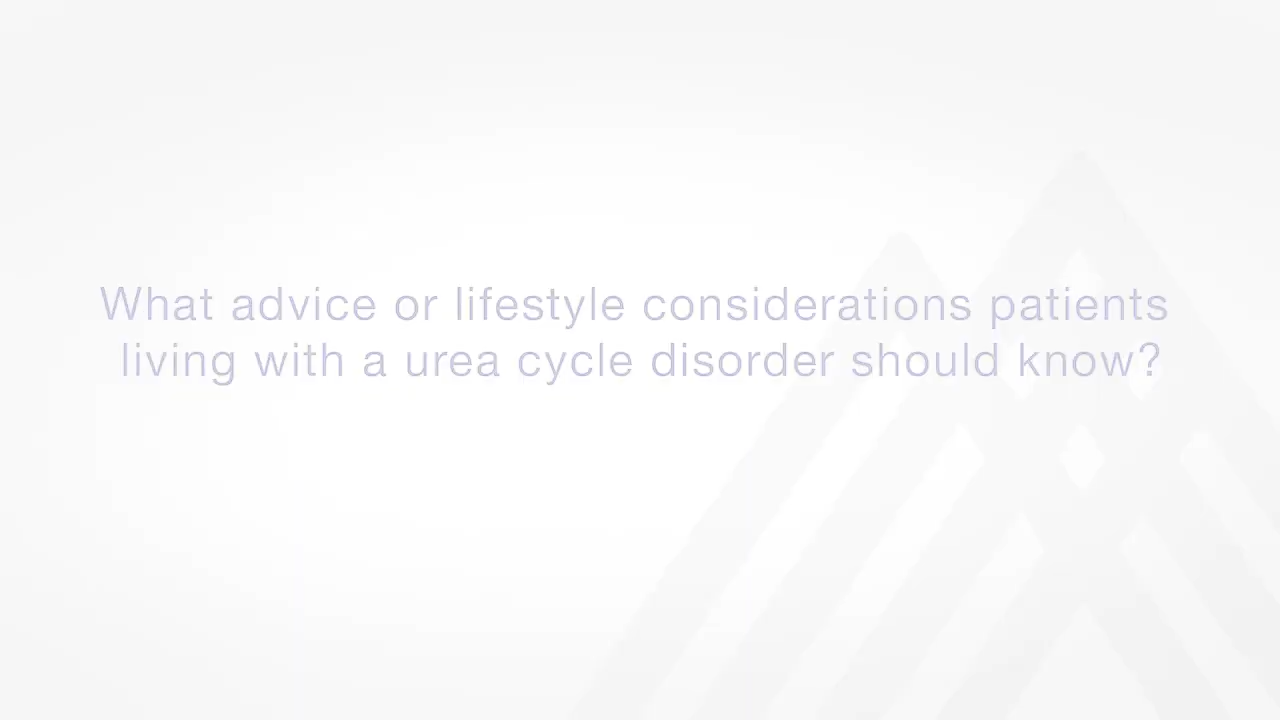 What advice or lifestyle considerations patients
living with a urea cycle disorder should know?